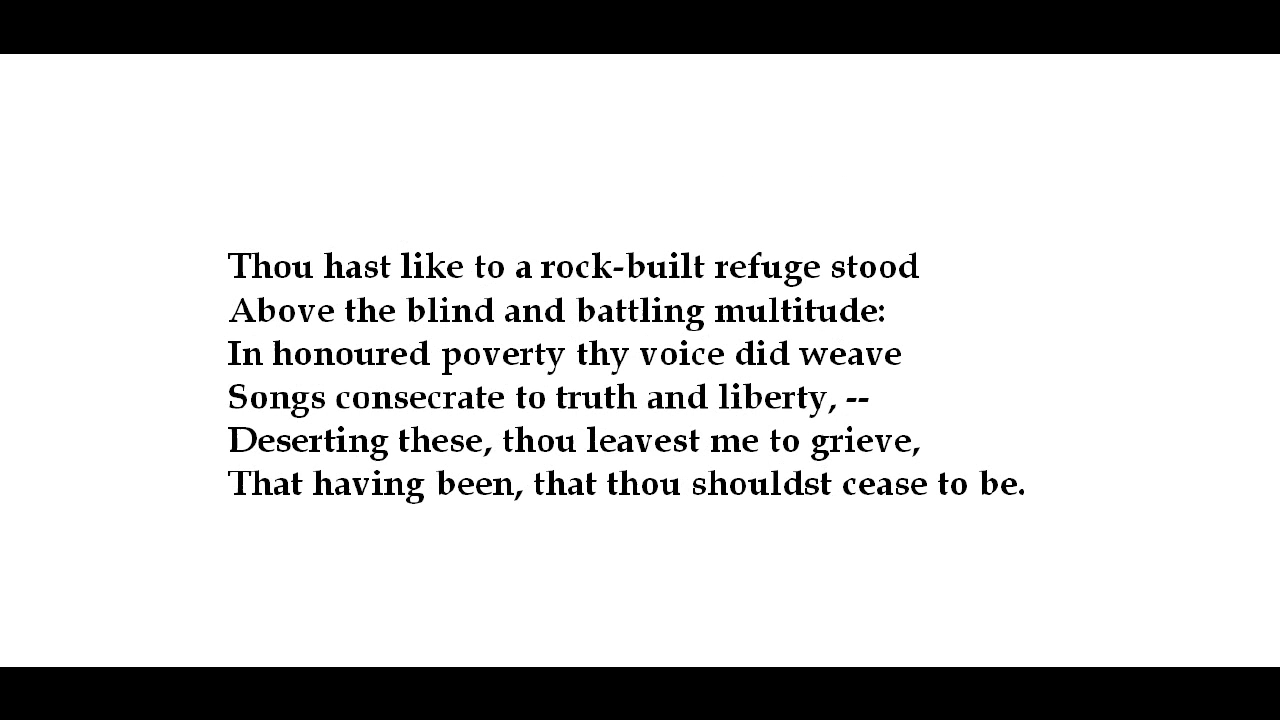 Thou hast like to a rock-built refuge stood
Above the blind and battling multitude:
In honoured poverty thy voice did weave
Songs consecrate to truth and liberty, --
Deserting these, thou leavest me to grieve,
That having been, that thou shouldst cease to be.